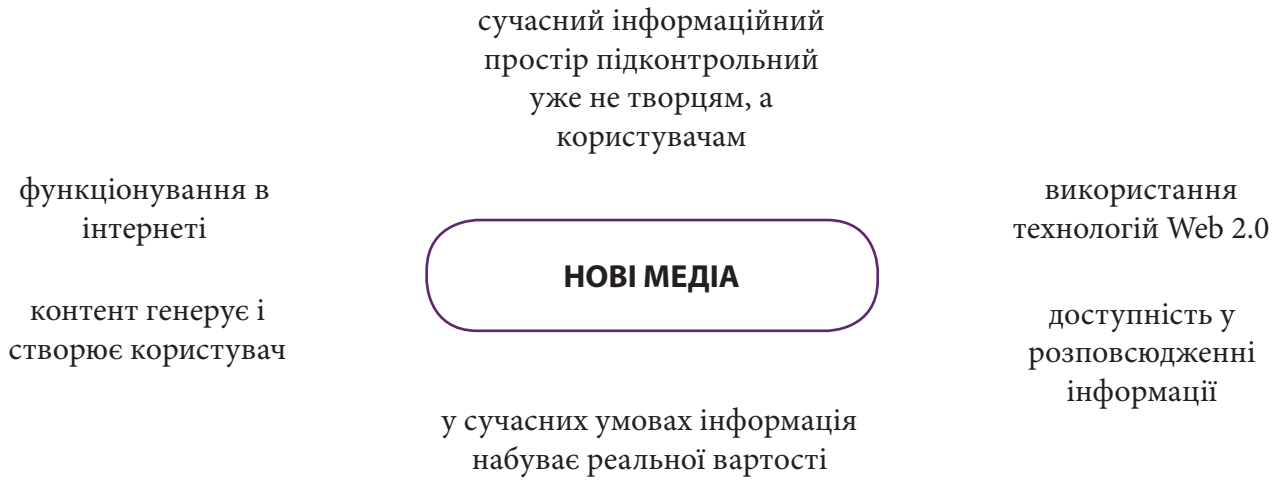 сучасний інформаційний
простір підконтрольний
уже не творцям, а
користувачам
функціонування в
інтернеті
використання
технологій Web 2.0
НОВІ МЕДІА
контент генерує і
створює користувач
доступність у
розповсюдженні
інформації
у сучасних умовах інформація
набуває реальної вартості